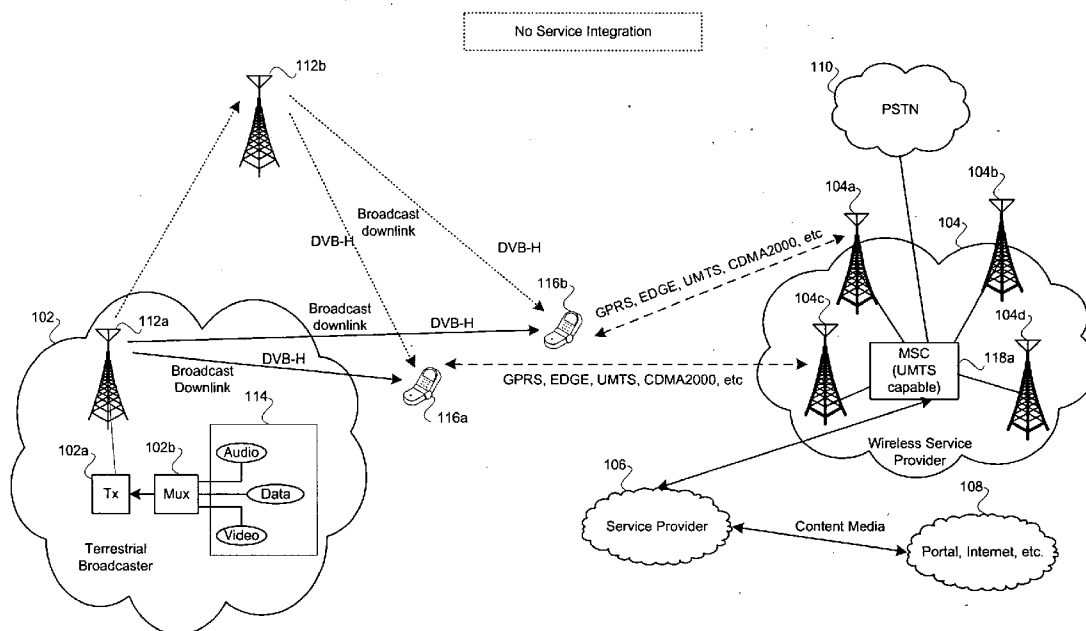 No Service Integration
112b
110
PSTN
104a
104b
104
Broadcast
downlink
DVB-H
DVB-H
116b
GPRS, EDGE, UMTS, CDMA2000, etc
104c
104d
102
112a
Broadcast
downlink
DVB-H
DVB-H
Broadcast
Downlink
116a
GPRS, EDGE, UMTS, CDMA2000, etc
MSC
(UMTS
capable)
118a
114
102a
102b
Audio
Tx
Mux
Data
Video
Wireless Service
Provider
106
Service Provider
Content Media
108
Portal, Internet, etc.
Terrestrial
Broadcaster